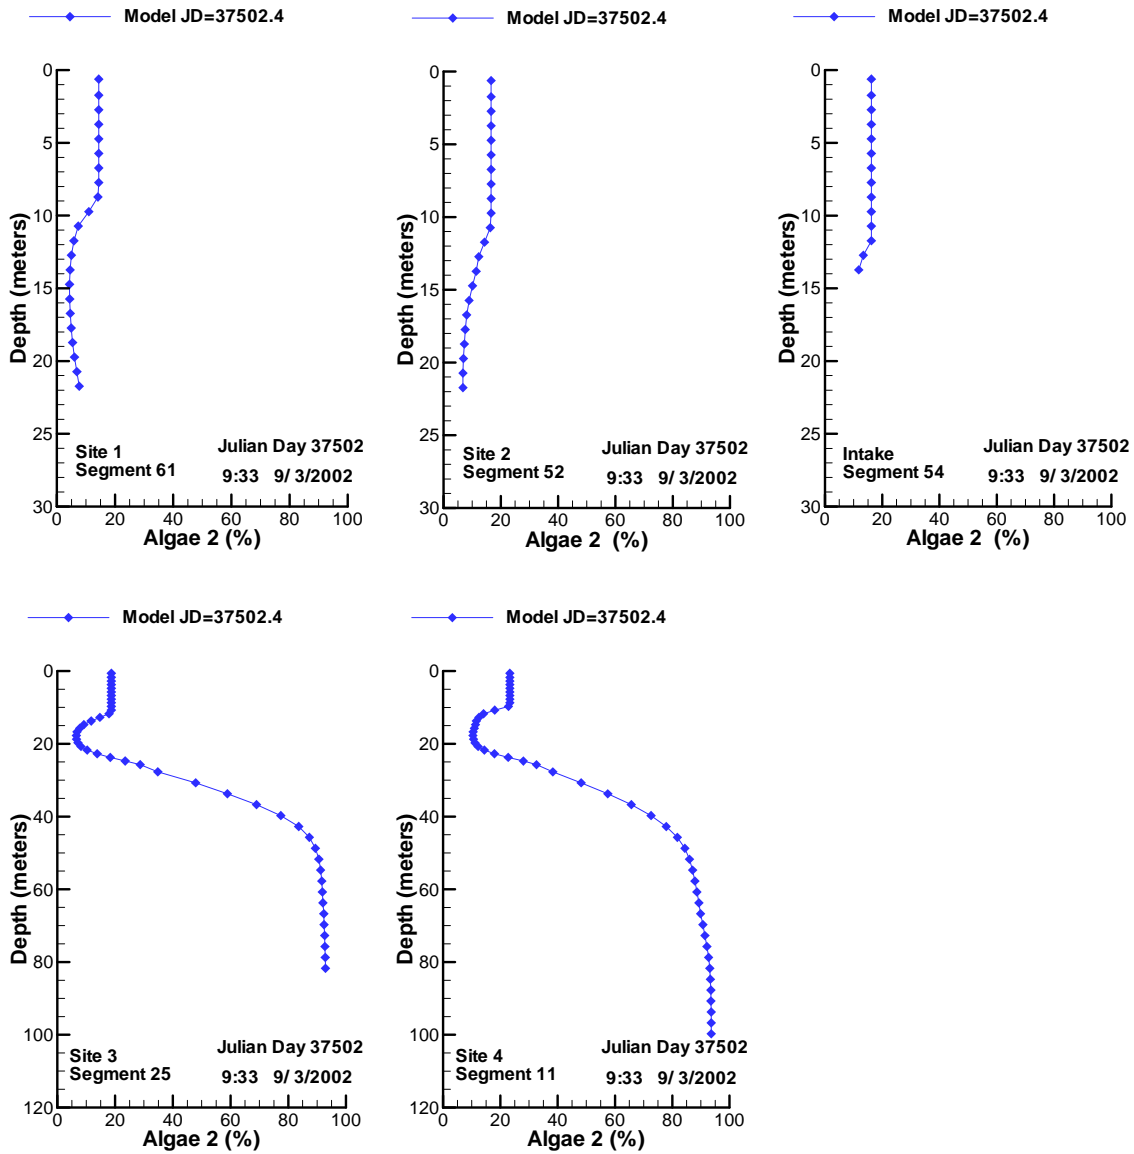 Model JD=37502.4
Model JD=37502.4
Model JD=37502.4
0
5
10
15
20
25
30
Depth (meters)
Site 1
Segment 61
Julian Day 37502
9:33 9/ 3/2002
0 20 40 60 80 100
Algae 2 (%)
0
5
10
15
20
25
30
Depth (meters)
Site 2
Segment 52
Julian Day 37502
9:33 9/ 3/2002
0 20 40 60 80 100
Algae 2 (%)
0
5
10
15
20
25
30
Depth (meters)
Intake
Segment 54
Julian Day 37502
9:33 9/ 3/2002
0 20 40 60 80 100
Algae 2 (%)
Model JD=37502.4
Model JD=37502.4
0
20
40
60
80
100
120
Depth (meters)
Site 3
Segment 25
Julian Day 37502
9:33 9/ 3/2002
0 20 40 60 80 100
Algae 2 (%)
0
20
40
60
80
100
120
Depth (meters)
Site 4
Segment 11
Julian Day 37502
9:33 9/ 3/2002
0 20 40 60 80 100
Algae 2 (%)